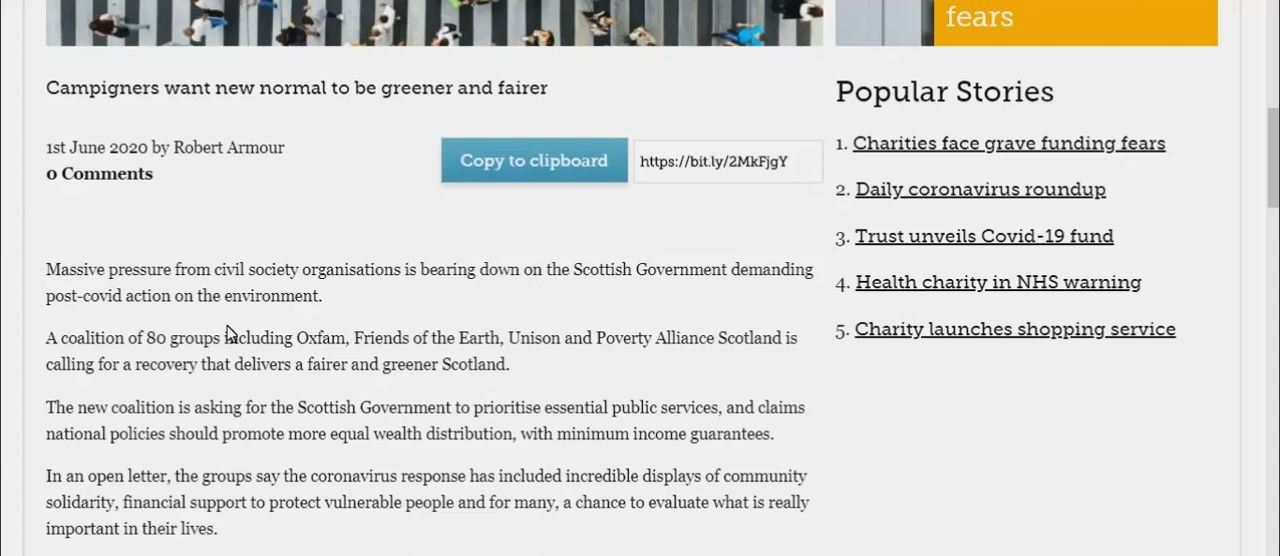 fears
Campigners want new normal to be greener and fairer
1st June 2020 by Robert Armour
0 Comments
Copy to clipboard
https://bit.ly/2MkFjgY
Massive pressure from civil society organisations is bearing down on the Scottish Government demanding
post-covid action on the environment.
A coalition of 80 groups including Oxfam, Friends of the Earth, Unison and Poverty Alliance Scotland is
calling for a recovery that delivers a fairer and greener Scotland.
The new coalition is asking for the Scottish Government to prioritise essential public services, and claims
national policies should promote more equal wealth distribution, with minimum income guarantees.
In an open letter, the groups say the coronavirus response has included incredible displays of community
solidarity, financial support to protect vulnerable people and for many, a chance to evaluate what is really
important in their lives.
Popular Stories
1. Charities face grave funding fears
2. Daily coronavirus roundup
3. Trust unveils Covid-19 fund
4. Health charity in NHS warning
5. Charity launches shopping service